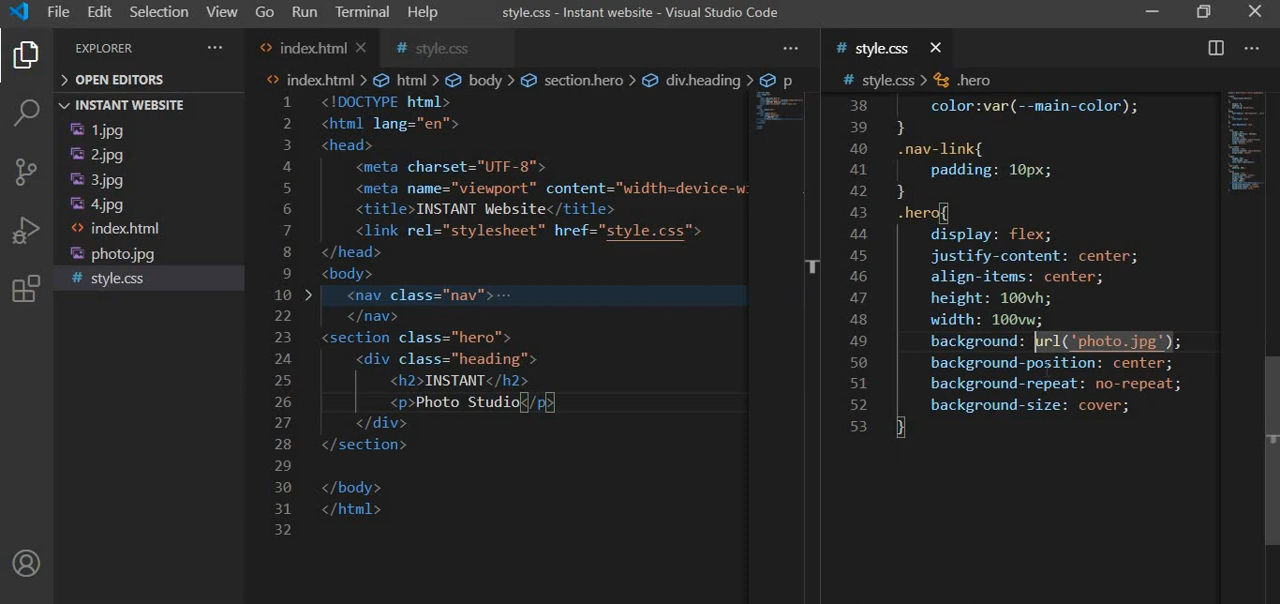 File Edit Selection View Go Run Terminal Help style.css - Instant website - Visual Studio Code
EXPLORER
OPEN EDITORS
INSTANT WEBSITE
1.jpg
2.jpg
3.jpg
4.jpg
index.html
photo.jpg
# style.css
index.html # style.css
index.html > html > body > section.hero > div.heading > p
1 <!DOCTYPE html>
2 <html lang="en">
3 <head>
4 <meta charset="UTF-8">
5 <meta name="viewport" content="width=device-wi
6 <title>INSTANT Website</title>
7 <link rel="stylesheet" href="style.css">
8 </head>
9 <body>
10 <nav class="nav">…
22 </nav>
23 <section class="hero">
24 <div class="heading">
25 <h2>INSTANT</h2>
26 <p>Photo Studio</p>
27 </div>
28 </section>
29
30 </body>
31 </html>
32
# style.css
# style.css > .hero
38 color:var(--main-color);
39 }
40 .nav-link{
41 padding: 10px;
42 }
43 .hero{
44 display: flex;
45 justify-content: center;
46 align-items: center;
47 height: 100vh;
48 width: 100vw;
49 background: url('photo.jpg');
50 background-position: center;
51 background-repeat: no-repeat;
52 background-size: cover;
53 }